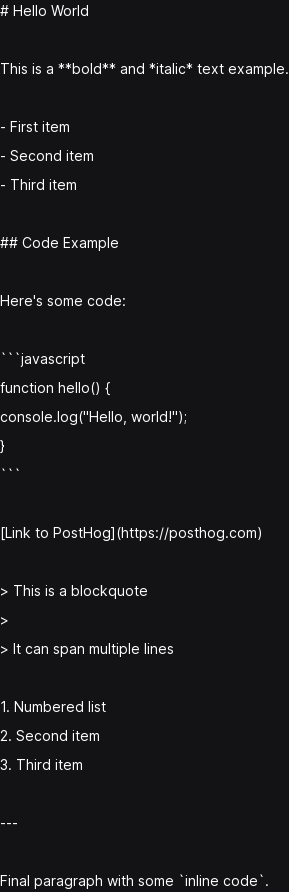 # Hello World

This is a **bold** and *italic* text example.

- First item
- Second item
- Third item

## Code Example

Here's some code:

```javascript
function hello() {
console.log("Hello, world!");
}
```

[Link to PostHog](https://posthog.com)

> This is a blockquote
>
> It can span multiple lines

1. Numbered list
2. Second item
3. Third item

---

Final paragraph with some `inline code`.